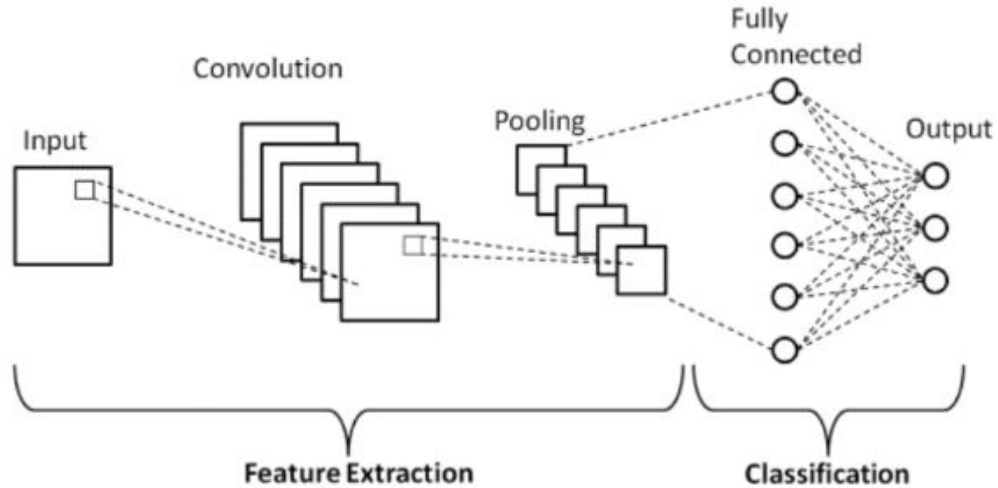 Input
Convolution
Pooling
Fully
Connected
Output
Feature Extraction
Classification